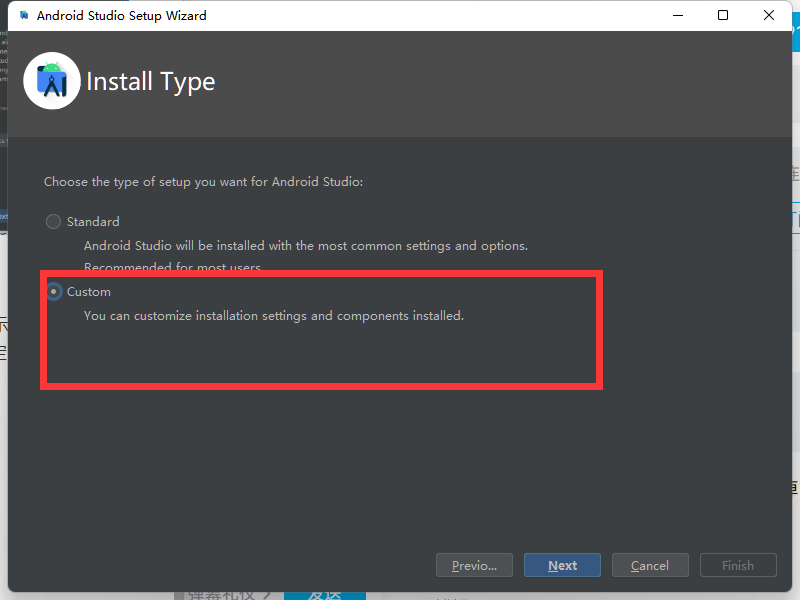 Android Studio Setup Wizard
Install Type
Choose the type of setup you want for Android Studio:
Standard
Android Studio will be installed with the most common settings and options.
Recommended for most users.
Custom
You can customize installation settings and components installed.
Previo...
Next
Cancel
Finish